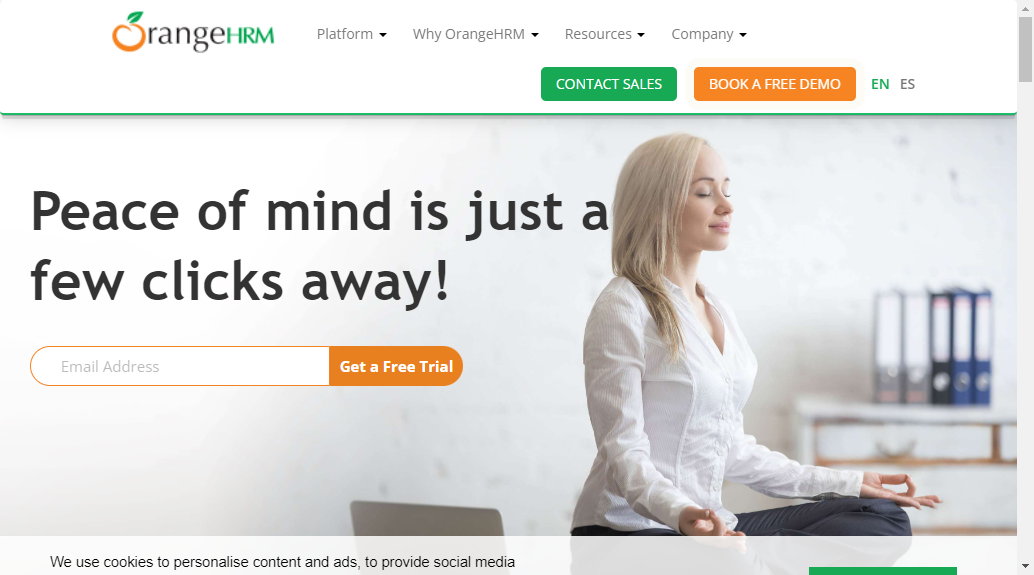 OrangeHRM
Platform
Why OrangeHRM
Resources
Company
CONTACT SALES
BOOK A FREE DEMO
EN
ES
Peace of mind is just a
few clicks away!
Email Address
Get a Free Trial
We use cookies to personalise content and ads, to provide social media